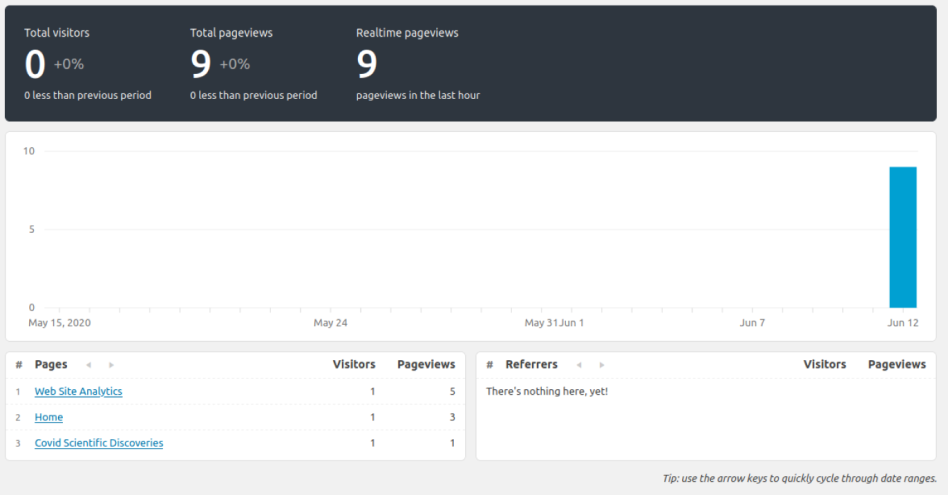 Total visitors Total pageviews Realtime pageviews
0 +0% 9 +0% 9
0 less than previous period 0 less than previous period pageviews in the last hour
10
5
0
May 15, 2020 May 24 May 31 Jun 1 Jun 7 Jun 12
# Pages ◀ ▶ Visitors Pageviews
1 Web Site Analytics 1 5
2 Home 1 3
3 Covid Scientific Discoveries 1 1
# Referrers ◀ ▶ Visitors Pageviews
There's nothing here, yet!
Tip: use the arrow keys to quickly cycle through date ranges.